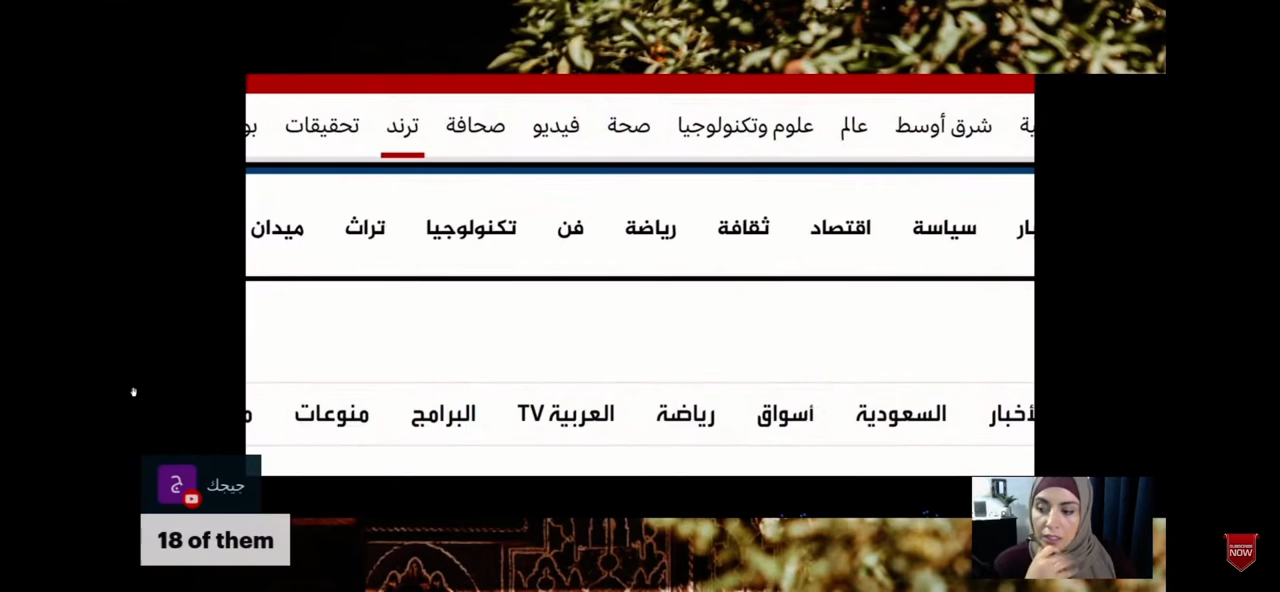 شرق أوسط عالم علوم وتكنولوجيا صحة فيديو صحافة ترند تحقيقات
سياسة اقتصاد ثقافة رياضة فن تكنولوجيا تراث ميدان
السعودية أسواق رياضة العربية TV البرامج منوعات
ج جيجك
18 of them
SUBSCRIBE
NOW